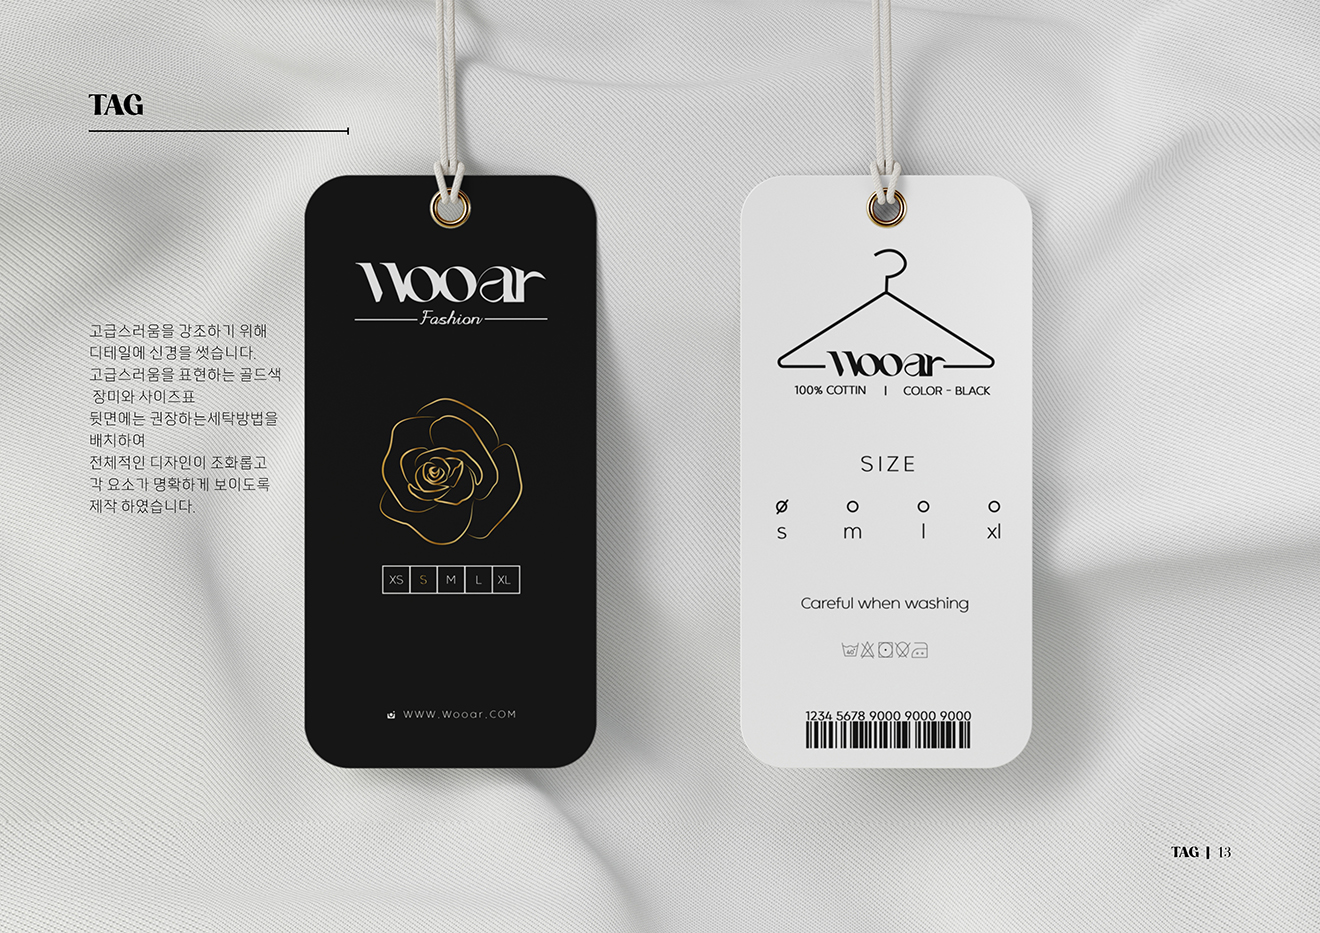 TAG
고급스러움을 강조하기 위해
디테일에 신경을 썻습니다.
고급스러움을 표현하는 골드색
장미와 사이즈표
뒷면에는 권장하는세탁방법을
배치하여
전체적인 디자인이 조화롭고
각 요소가 명확하게 보이도록
제작 하였습니다.
Wooar
Fashion
XS S M L XL
WWW.Wooar.COM
Wooar
100% COTTIN | COLOR - BLACK
SIZE
s m l xl
Careful when washing
40
1234 5678 9000 9000 9000
TAG | 13